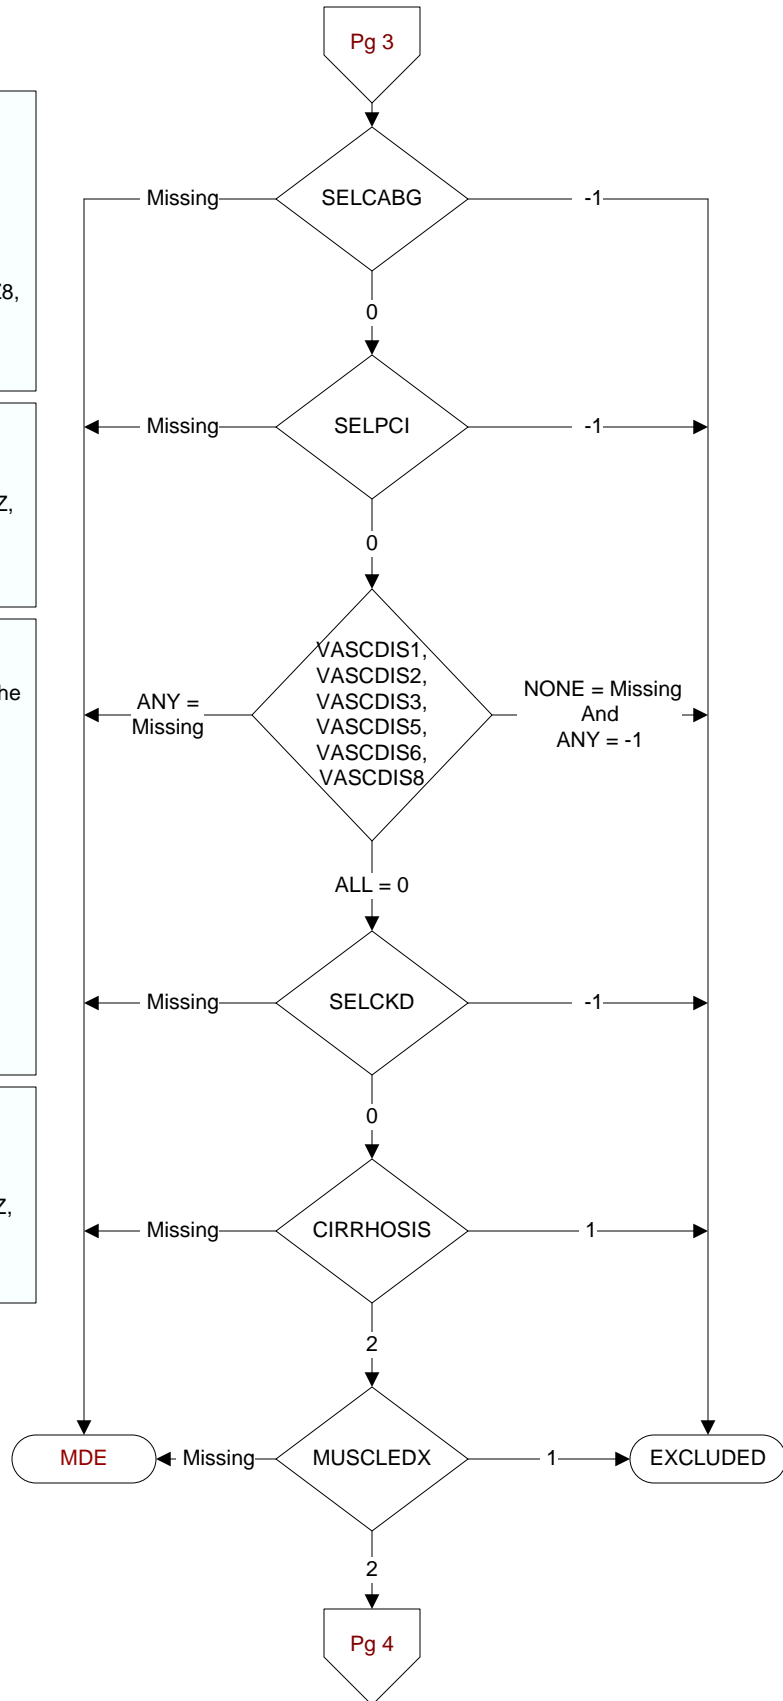 Pg 3
Missing
SELCABG
-1
0
8,
Missing
SELPCI
-1
Z,
0
he
ANY =
Missing
VASCDIS1,
VASCDIS2,
VASCDIS3,
VASCDIS5,
VASCDIS6,
VASCDIS8
NONE = Missing
And
ANY = -1
ALL = 0
Missing
SELCKD
-1
0
Z,
Missing
CIRRHOSIS
1
2
MDE
Missing
MUSCLEDX
1
EXCLUDED
2
Pg 4